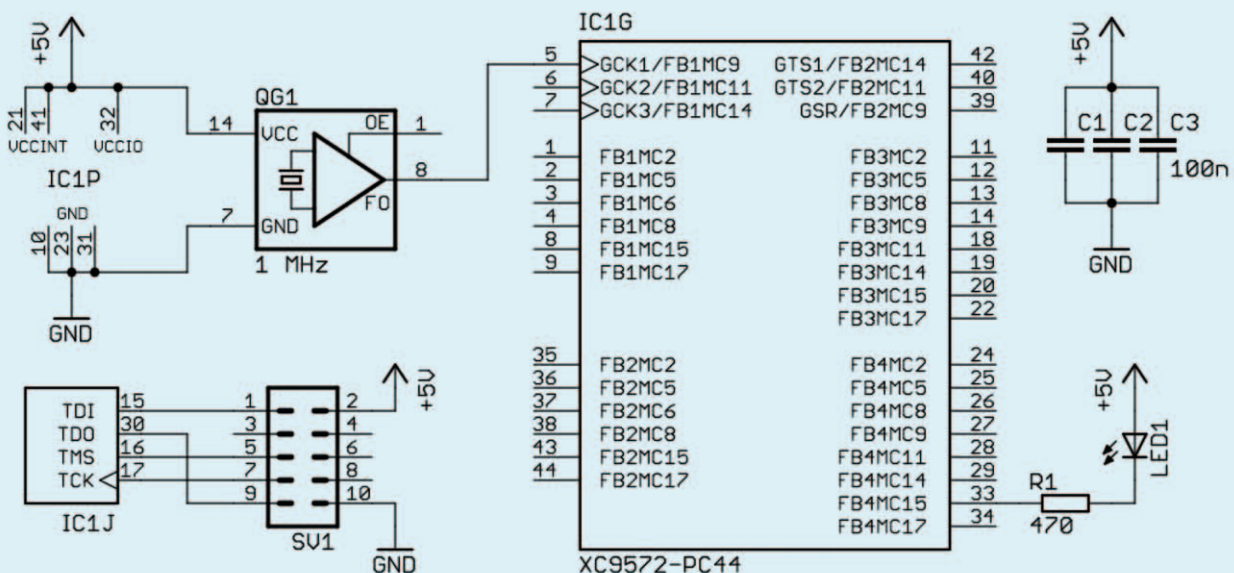 +5V
21
41
32
VCCINT
VCCIO
IC1P
GND
10
23
31
GND
QG1
14
VCC
OE
1
8
FO
7
GND
1 MHz
IC1G
5 GCK1/FB1MC9 GTS1/FB2MC14 42
6 GCK2/FB1MC11 GTS2/FB2MC11 40
7 GCK3/FB1MC14 GSR/FB2MC9 39
1 FB1MC2 FB3MC2 11
2 FB1MC5 FB3MC5 12
3 FB1MC6 FB3MC8 13
4 FB1MC8 FB3MC9 14
8 FB1MC15 FB3MC11 18
9 FB1MC17 FB3MC14 19
FB3MC15 20
FB3MC17 22
35 FB2MC2 FB4MC2 24
36 FB2MC5 FB4MC5 25
37 FB2MC6 FB4MC8 26
38 FB2MC8 FB4MC9 27
43 FB2MC15 FB4MC11 28
44 FB2MC17 FB4MC14 29
FB4MC15 33
FB4MC17 34
XC9572-PC44
+5V
C1 C2 C3
100n
GND
TDI 15 1 2
TDO 30 3 4
TMS 16 5 6
TCK 17 7 8
9 10
IC1J
SV1
+5V
GND
+5V
LED1
R1
470